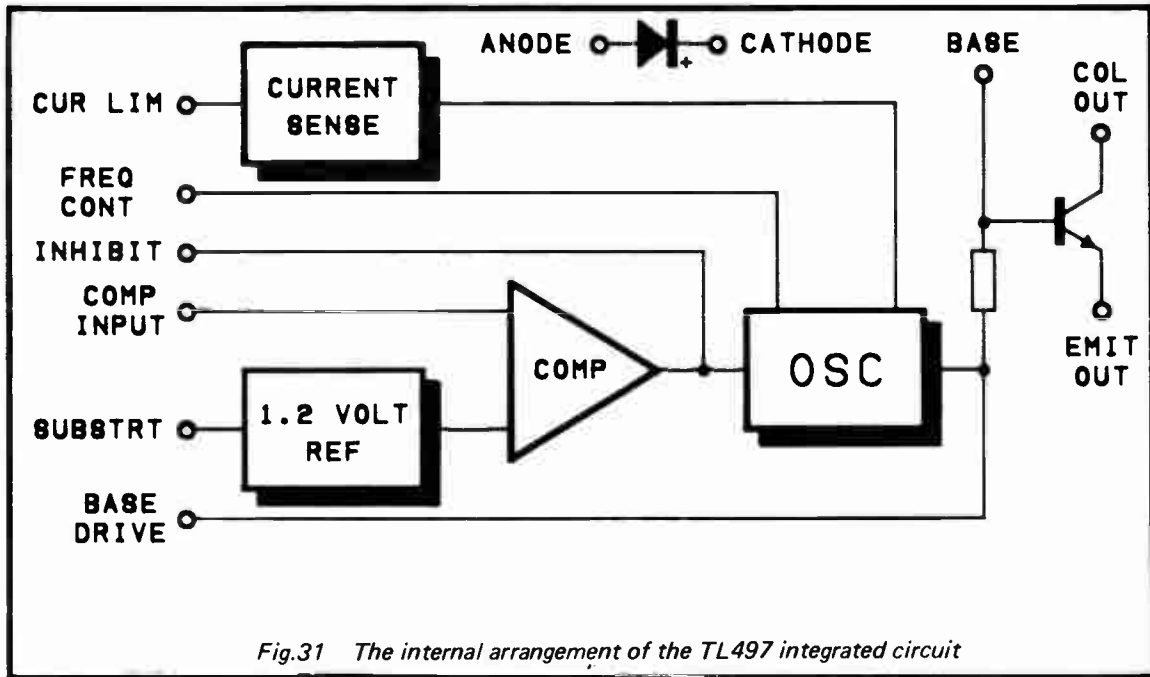 ANODE
CATHODE
BASE
COL
OUT
CUR LIM
CURRENT
SENSE
FREQ
CONT
INHIBIT
COMP
INPUT
COMP
OSC
EMIT
OUT
SUBSTRT
1.2 VOLT
REF
BASE
DRIVE
+
Fig.31 The internal arrangement of the TL497 integrated circuit